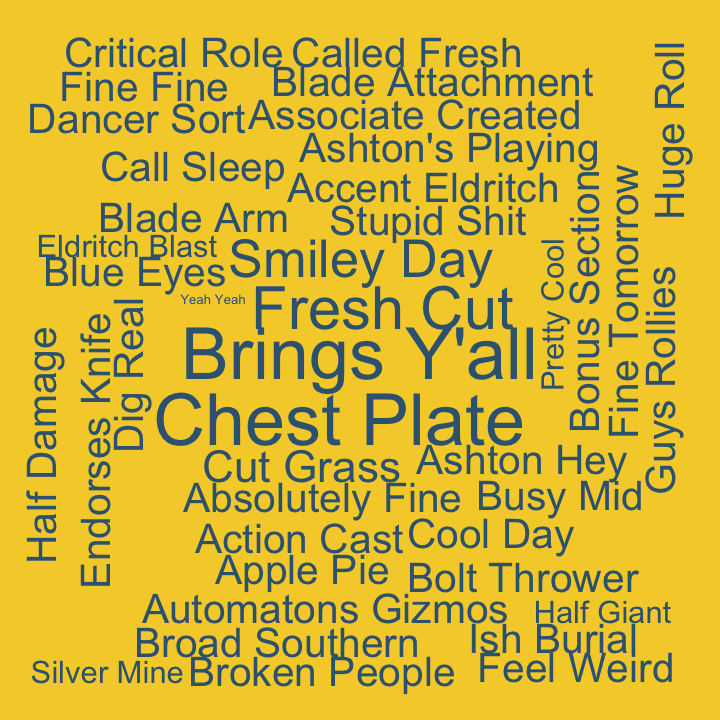 Critical Role
Called Fresh
Fine Fine
Blade Attachment
Dancer Sort
Associate Created
Ashton's Playing
Call Sleep
Accent Eldritch
Blade Arm
Stupid Shit
Eldritch Blast
Smiley Day
Blue Eyes
Yeah Yeah
Fresh Cut
Brings Y'all
Chest Plate
Cut Grass
Ashton Hey
Absolutely Fine
Busy Mid
Action Cast
Cool Day
Apple Pie
Bolt Thrower
Automatons Gizmos
Half Giant
Broad Southern
Ish Burial
Silver Mine
Broken People
Feel Weird
Half Damage
Endorses Knife
Dig Real
Pretty Cool
Bonus Section
Fine Tomorrow
Guys Rollies
Huge Roll